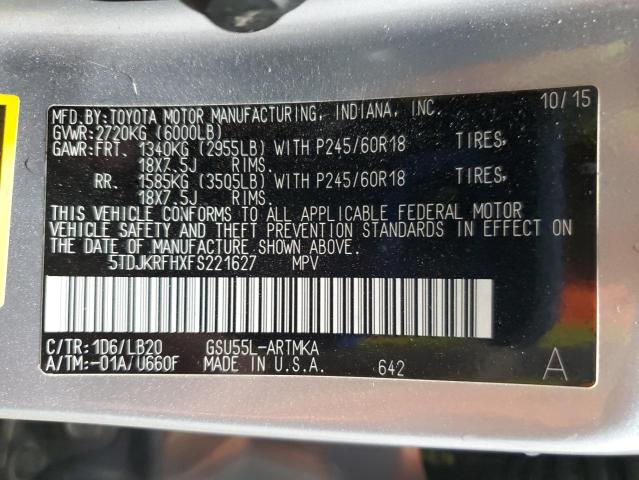 MFD.BY:TOYOTA MOTOR MANUFACTURING, INDIANA, INC. 10/15
GVWR:2720KG (6000LB)
GAWR:FRT. 1340KG (2955LB) WITH P245/60R18 TIRES,
18X7.5J RIMS.
RR. 1585KG (3505LB) WITH P245/60R18 TIRES,
18X7.5J RIMS.
THIS VEHICLE CONFORMS TO ALL APPLICABLE FEDERAL MOTOR
VEHICLE SAFETY AND THEFT PREVENTION STANDARDS IN EFFECT ON
THE DATE OF MANUFACTURE SHOWN ABOVE.
5TDJKRFHXFS221627 MPV
C/TR:1D6/LB20 GSU55L-ARTMKA
A/TM:-01A/U660F MADE IN U.S.A. 642 A